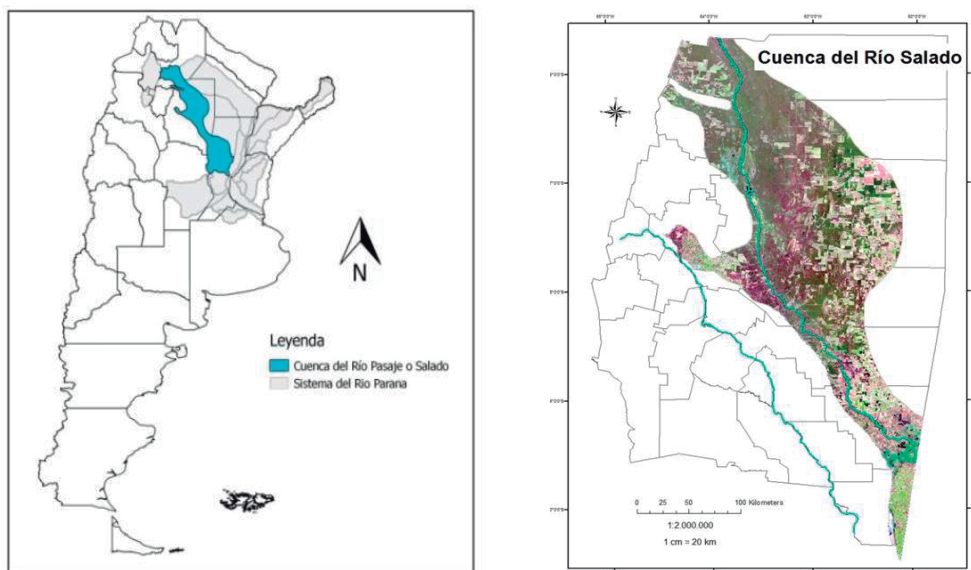 N
Leyenda
Cuenca del Río Pasaje o Salado
Sistema del Río Parana
Cuenca del Río Salado
0 25 50 100 Kilometers
1:2.000.000
1 cm = 20 km